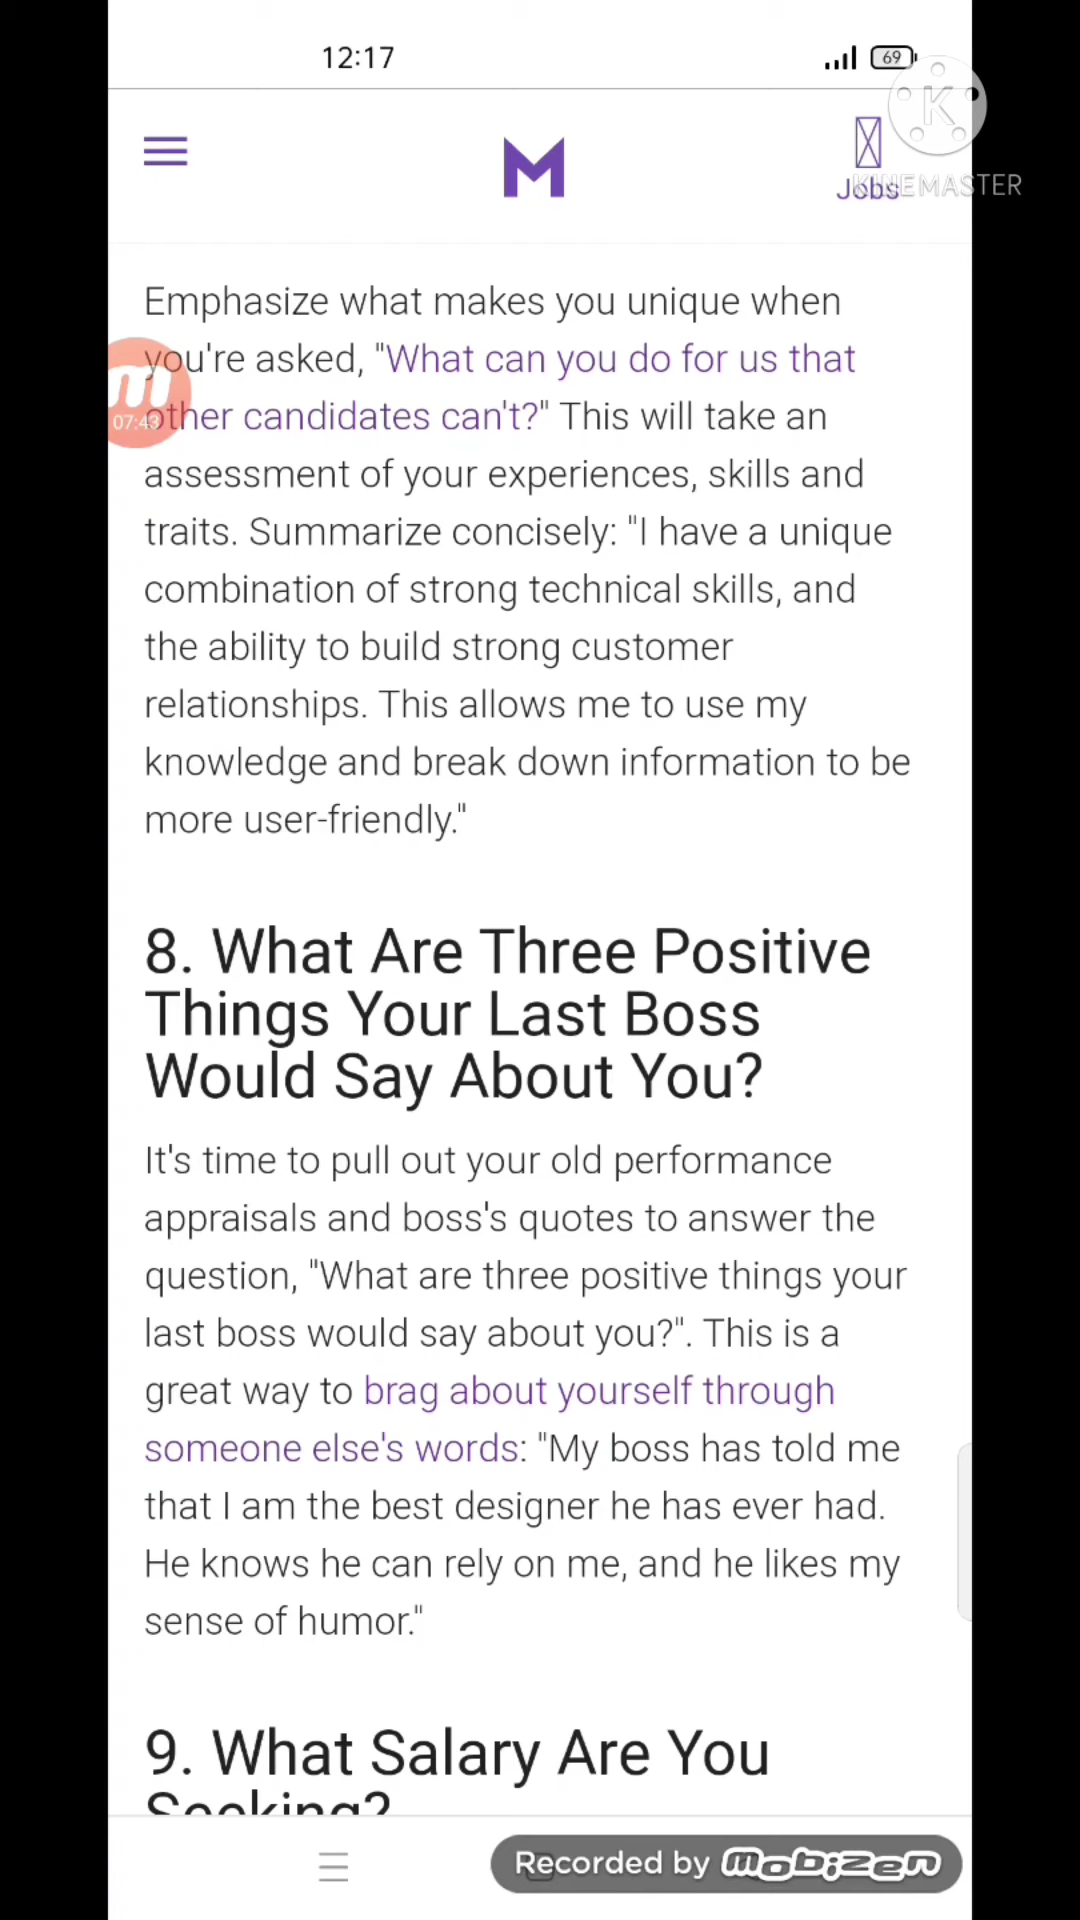 12:17
69
K
KINEMASTER
M
Jobs
Emphasize what makes you unique when
you're asked, "What can you do for us that
other candidates can't?" This will take an
assessment of your experiences, skills and
traits. Summarize concisely: "I have a unique
combination of strong technical skills, and
the ability to build strong customer
relationships. This allows me to use my
knowledge and break down information to be
more user-friendly."
m
07:43
8. What Are Three Positive
Things Your Last Boss
Would Say About You?
It's time to pull out your old performance
appraisals and boss's quotes to answer the
question, "What are three positive things your
last boss would say about you?". This is a
great way to brag about yourself through
someone else's words: "My boss has told me
that I am the best designer he has ever had.
He knows he can rely on me, and he likes my
sense of humor."
9. What Salary Are You
Seeking?
Recorded by mobizen